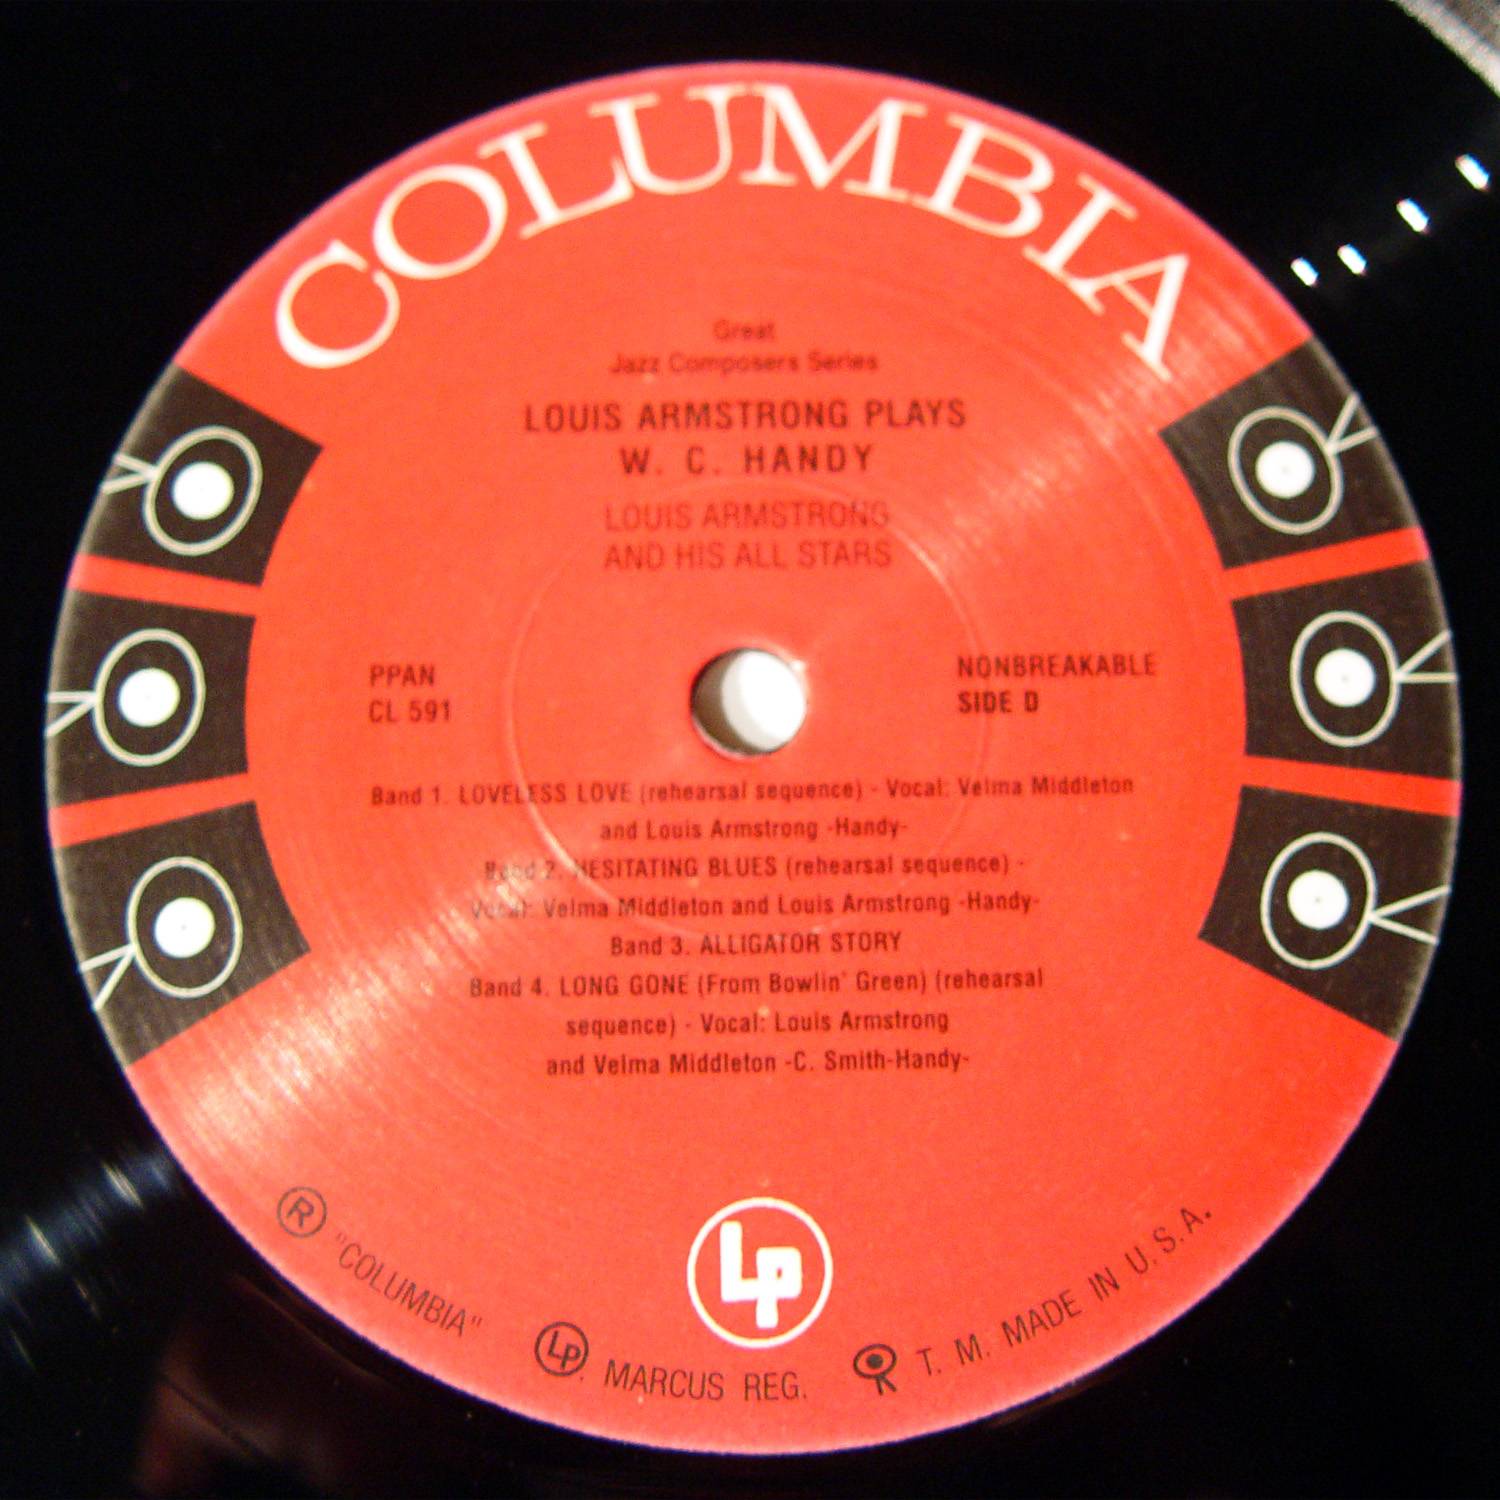 COLUMBIA
Great
Jazz Composers Series
LOUIS ARMSTRONG PLAYS
W. C. HANDY
LOUIS ARMSTRONG
AND HIS ALL STARS
PPAN
CL 591
NONBREAKABLE
SIDE D
Band 1. LOVELESS LOVE (rehearsal sequence) - Vocal: Velma Middleton
and Louis Armstrong -Handy-
Band 2. HESITATING BLUES (rehearsal sequence) -
Vocal: Velma Middleton and Louis Armstrong -Handy-
Band 3. ALLIGATOR STORY
Band 4. LONG GONE (From Bowlin' Green) (rehearsal
sequence) - Vocal: Louis Armstrong
and Velma Middleton -C. Smith-Handy-
LP
® "COLUMBIA" LP. MARCUS REG. T. M. MADE IN U.S.A.